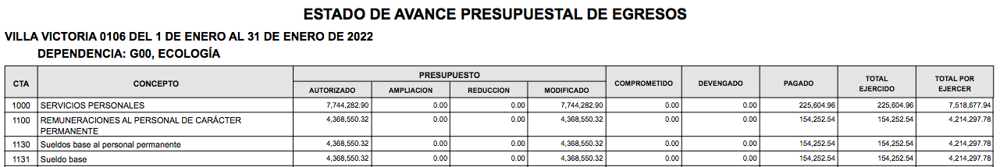 ESTADO DE AVANCE PRESUPUESTAL DE EGRESOS
VILLA VICTORIA 0106 DEL 1 DE ENERO AL 31 DE ENERO DE 2022
DEPENDENCIA: G00, ECOLOGÍA
CTA CONCEPTO PRESUPUESTO COMPROMETIDO DEVENGADO PAGADO TOTAL EJERCIDO TOTAL POR EJERCER
AUTORIZADO AMPLIACION REDUCCION MODIFICADO
1000 SERVICIOS PERSONALES 7,744,282.90 0.00 0.00 7,744,282.90 0.00 0.00 225,604.96 225,604.96 7,518,677.94
1100 REMUNERACIONES AL PERSONAL DE CARÁCTER PERMANENTE 4,368,550.32 0.00 0.00 4,368,550.32 0.00 0.00 154,252.54 154,252.54 4,214,297.78
1130 Sueldos base al personal permanente 4,368,550.32 0.00 0.00 4,368,550.32 0.00 0.00 154,252.54 154,252.54 4,214,297.78
1131 Sueldo base 4,368,550.32 0.00 0.00 4,368,550.32 0.00 0.00 154,252.54 154,252.54 4,214,297.78